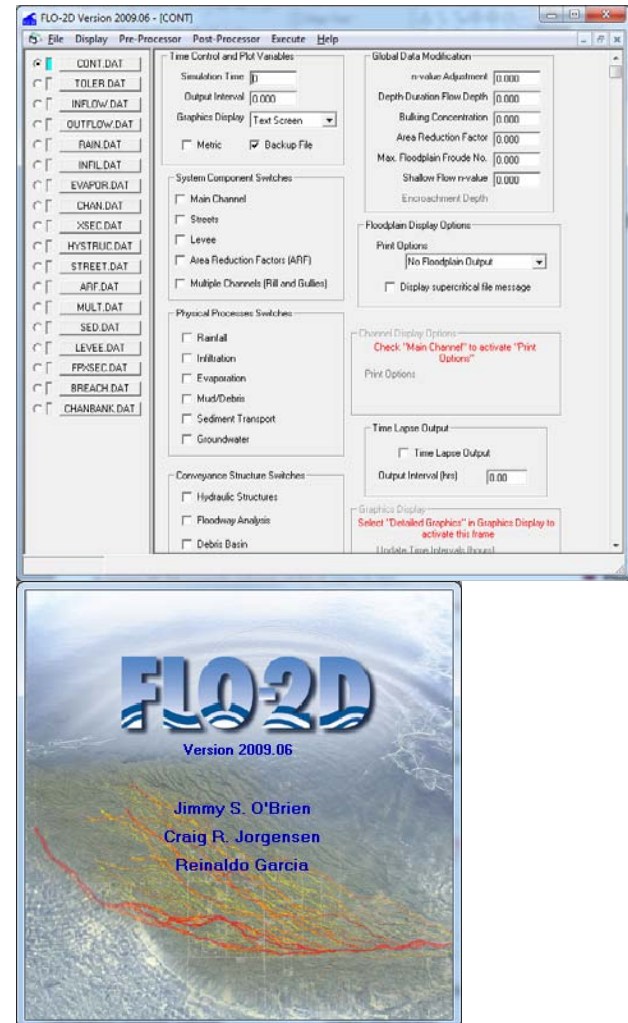 FLO-2D Version 2009.06 - [CONT]
File Display Pre-Processor Post-Processor Execute Help
CONT.DAT
TOLER.DAT
INFLOW.DAT
OUTFLOW.DAT
RAIN.DAT
INFIL.DAT
EVAPOR.DAT
CHAN.DAT
XSEC.DAT
HYSTRUC.DAT
STREET.DAT
ARF.DAT
MULT.DAT
SED.DAT
LEVEE.DAT
FPXSEC.DAT
BREACH.DAT
CHANBANK.DAT
Time Control and Plot Variables
Simulation Time 0
Output Interval 0.000
Graphics Display Text Screen
Metric Backup File
System Component Switches
Main Channel
Streets
Levee
Area Reduction Factors (ARF)
Multiple Channels (Rill and Gullies)
Physical Processes Switches
Rainfall
Infiltration
Evaporation
Mud/Debris
Sediment Transport
Groundwater
Conveyance Structure Switches
Hydraulic Structures
Floodway Analysis
Debris Basin
Global Data Modification
n-value Adjustment 0.000
Depth Duration Flow Depth 0.000
Bulking Concentration 0.000
Area Reduction Factor 0.000
Max. Floodplain Froude No. 0.000
Shallow Flow n-value 0.000
Encroachment Depth
Floodplain Display Options
Print Options
No Floodplain Output
Display supercritical file message
Channel Display Options
Check "Main Channel" to activate "Print
Options"
Print Options
Time Lapse Output
Time Lapse Output
Output Interval (hrs) 0.00
Graphics Display
Select "Detailed Graphics" in Graphics Display to
activate this frame
Update Time Intervals (hours)
FLO-2D
Version 2009.06
Jimmy S. O'Brien
Craig R. Jorgensen
Reinaldo Garcia